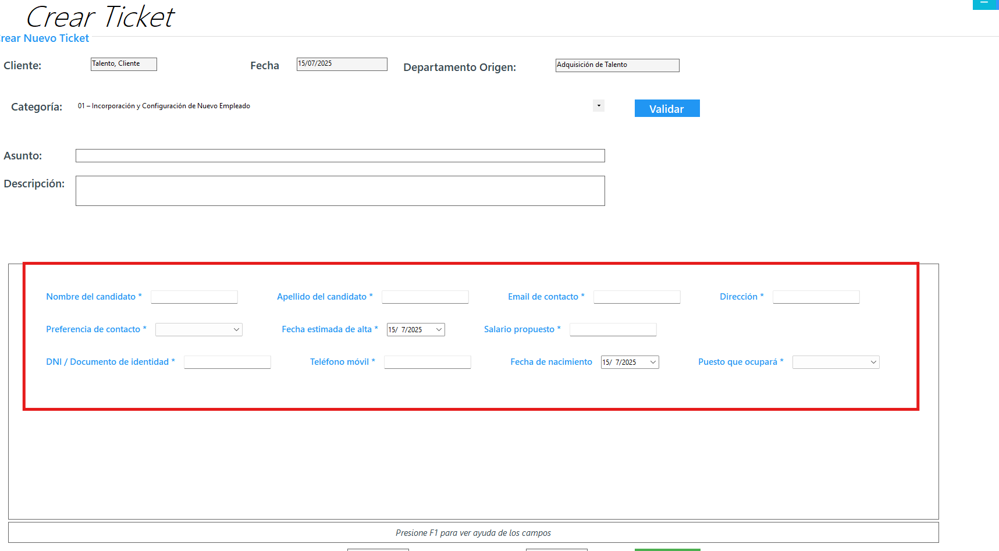 Crear Ticket
rear Nuevo Ticket
Cliente: Talento, Cliente Fecha 15/07/2025 Departamento Origen: Adquisición de Talento
Categoría: 01 – Incorporación y Configuración de Nuevo Empleado Validar
Asunto:
Descripción:
Nombre del candidato * Apellido del candidato * Email de contacto * Dirección *
Preferencia de contacto * Fecha estimada de alta * 15/ 7/2025 Salario propuesto *
DNI / Documento de identidad * Teléfono móvil * Fecha de nacimiento 15/ 7/2025 Puesto que ocupará *
Presione F1 para ver ayuda de los campos